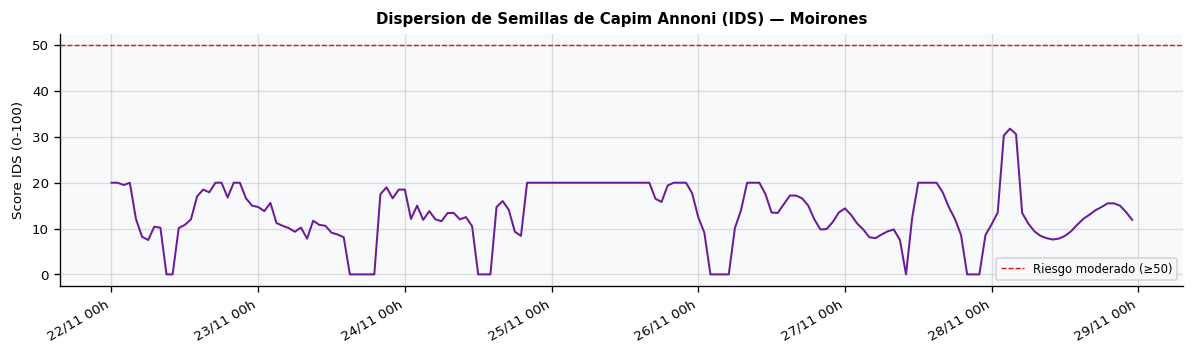 Dispersion de Semillas de Capim Annoni (IDS) — Moirones
Score IDS (0-100)
50
40
30
20
10
0
Riesgo moderado (≥50)
22/11 00h
23/11 00h
24/11 00h
25/11 00h
26/11 00h
27/11 00h
28/11 00h
29/11 00h